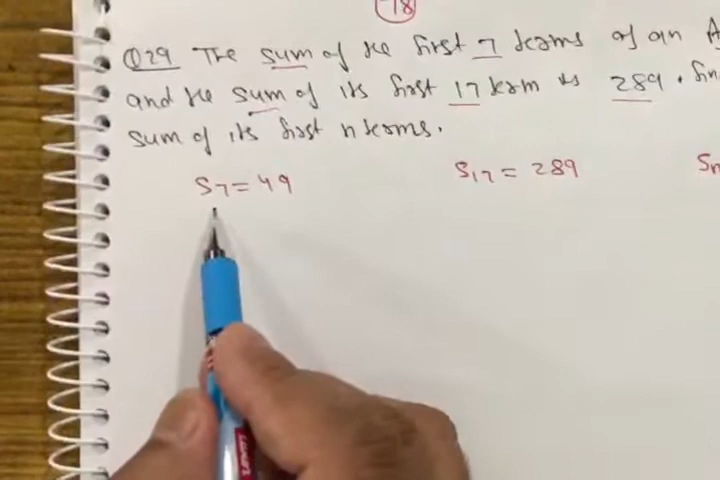 18
Q29 The sum of the first 7 terms of an A
and the sum of its first 17 term is 289. fin
sum of its first n terms.
S7 = 49 S17 = 289 Sn